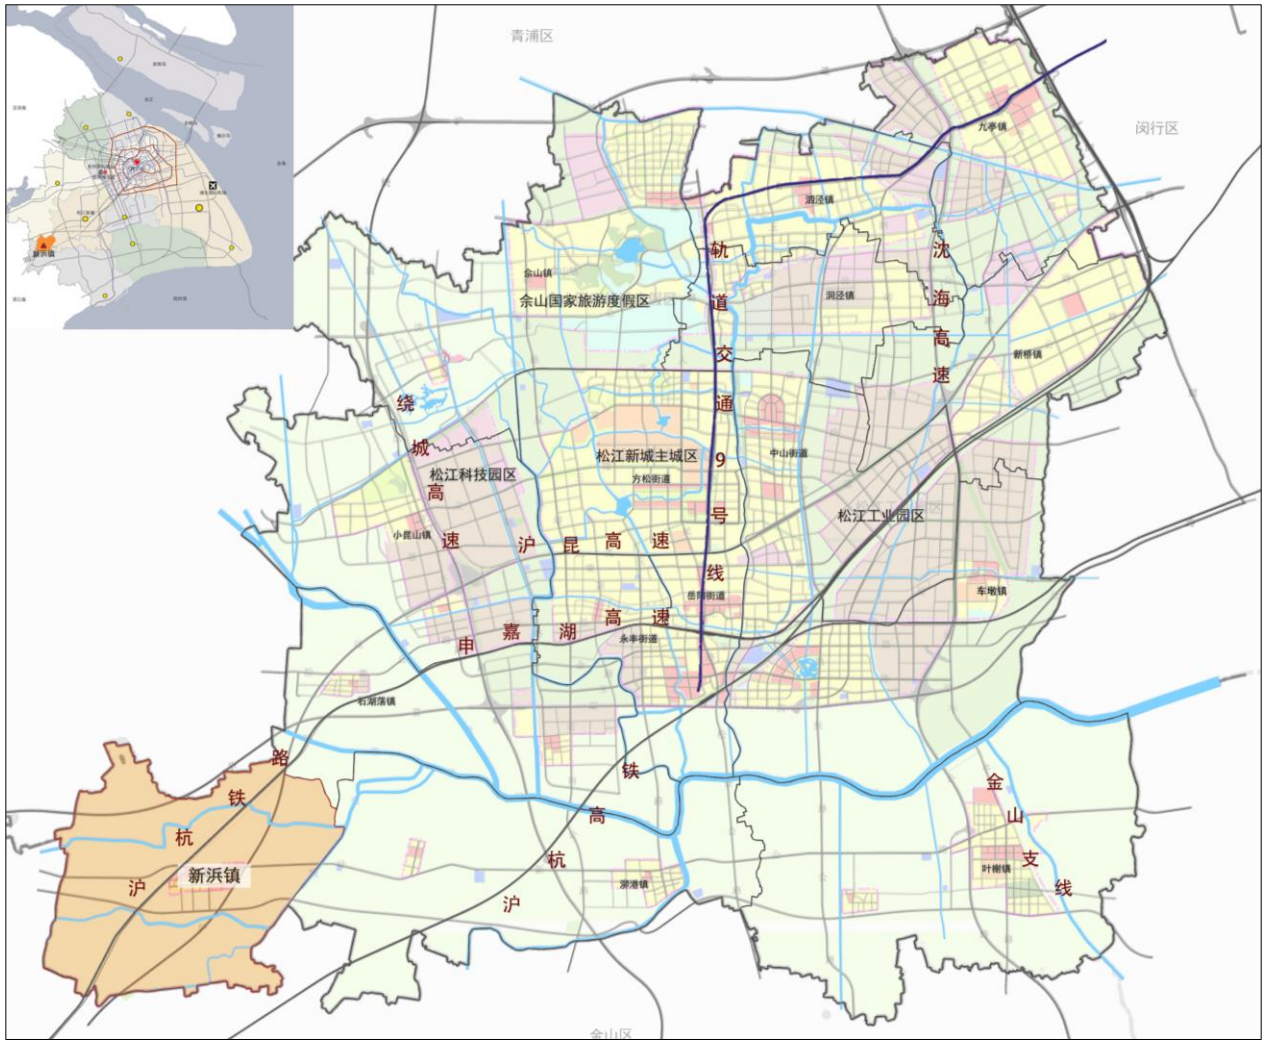 青浦区
闵行区
九亭镇
泗泾镇
佘山镇
佘山国家旅游度假区
洞泾镇
新桥镇
轨道交通9号线
沈海高速
绕城高速
松江科技园区
松江新城主城区
方松街道
中山街道
松江工业园区
小昆山镇
沪昆高速
申嘉湖高速
岳阳街道
永丰街道
车墩镇
石湖荡镇
沪杭铁路
新浜镇
沪杭高铁
泖港镇
金山支线
叶榭镇
金山区
新浜镇